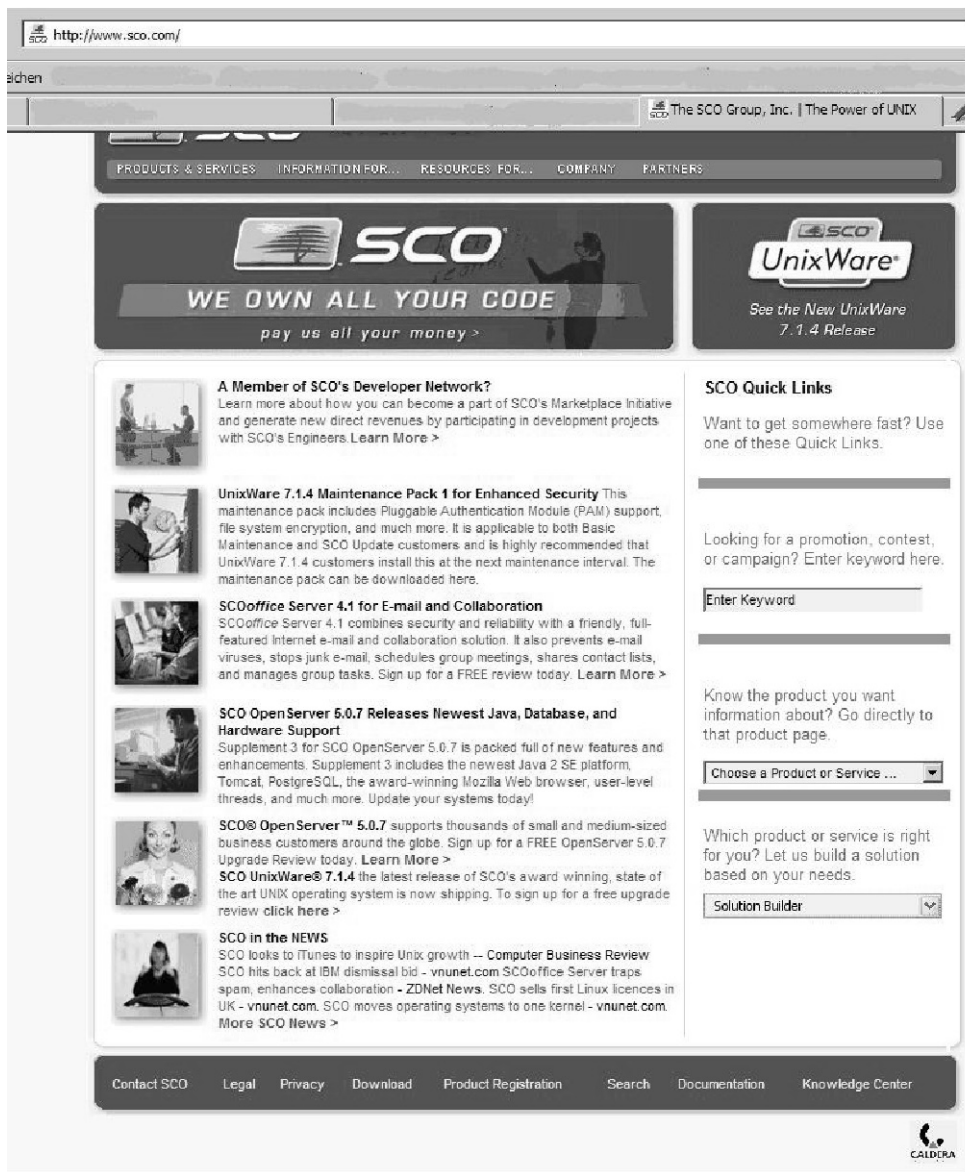 http://www.sco.com/
eichen
The SCO Group, Inc. | The Power of UNIX
SCO
PRODUCTS & SERVICES INFORMATION FOR... RESOURCES FOR... COMPANY PARTNERS
SCO
WE OWN ALL YOUR CODE
pay us all your money >
SCO
UnixWare
See the New UnixWare
7.1.4 Release
A Member of SCO's Developer Network?
Learn more about how you can become a part of SCO's Marketplace Initiative
and generate new direct revenues by participating in development projects
with SCO's Engineers. Learn More >
UnixWare 7.1.4 Maintenance Pack 1 for Enhanced Security This
maintenance pack includes Pluggable Authentication Module (PAM) support,
file system encryption, and much more. It is applicable to both Basic
Maintenance and SCO Update customers and is highly recommended that
UnixWare 7.1.4 customers install this at the next maintenance interval. The
maintenance pack can be downloaded here.
SCOoffice Server 4.1 for E-mail and Collaboration
SCOoffice Server 4.1 combines security and reliability with a friendly, full-
featured Internet e-mail and collaboration solution. It also prevents e-mail
viruses, stops junk e-mail, schedules group meetings, shares contact lists,
and manages group tasks. Sign up for a FREE review today. Learn More >
SCO OpenServer 5.0.7 Releases Newest Java, Database, and
Hardware Support
Supplement 3 for SCO OpenServer 5.0.7 is packed full of new features and
enhancements. Supplement 3 includes the newest Java 2 SE platform,
Tomcat, PostgreSQL, the award-winning Mozilla Web browser, user-level
threads, and much more. Update your systems today!
SCO® OpenServer™ 5.0.7 supports thousands of small and medium-sized
business customers around the globe. Sign up for a FREE OpenServer 5.0.7
Upgrade Review today. Learn More >
SCO UnixWare® 7.1.4 the latest release of SCO's award winning, state of
the art UNIX operating system is now shipping. To sign up for a free upgrade
review click here >
SCO in the NEWS
SCO looks to iTunes to inspire Unix growth -- Computer Business Review
SCO hits back at IBM dismissal bid - vnunet.com SCOoffice Server traps
spam, enhances collaboration - ZDNet News. SCO sells first Linux licences in
UK - vnunet.com. SCO moves operating systems to one kernel - vnunet.com.
More SCO News >
SCO Quick Links
Want to get somewhere fast? Use
one of these Quick Links.
Looking for a promotion, contest,
or campaign? Enter keyword here.
Enter Keyword
Know the product you want
information about? Go directly to
that product page.
Choose a Product or Service ...
Which product or service is right
for you? Let us build a solution
based on your needs.
Solution Builder
Contact SCO Legal Privacy Download Product Registration Search Documentation Knowledge Center
CALDERA